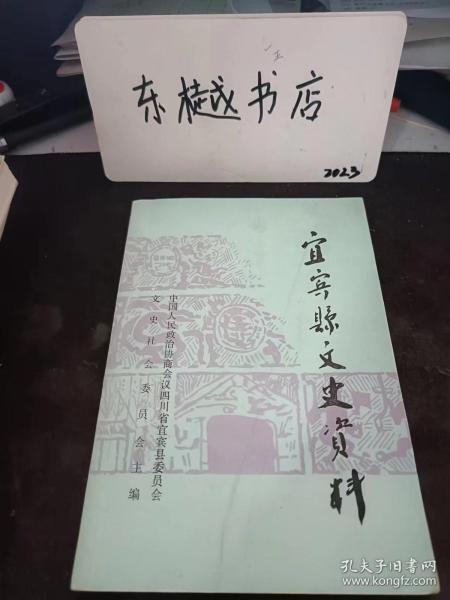 东樾书店
2023
宜宾县文史资料
中国人民政治协商会议四川省宜宾县委员会
文史社会委员会主编
孔夫子旧书网
www.kongfz.com